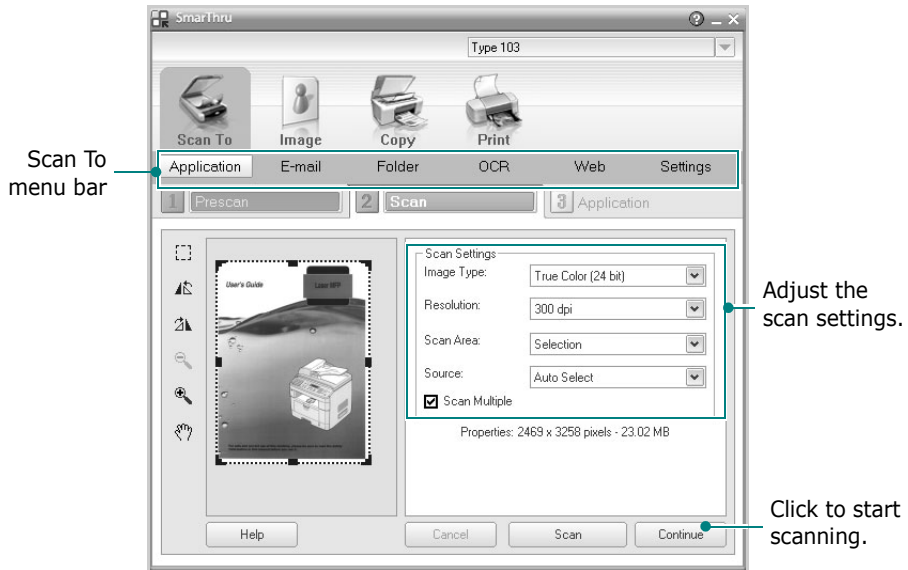 SmarThru
Type 103
Scan To
Image
Copy
Print
Scan To
menu bar
Application
E-mail
Folder
OCR
Web
Settings
1 Prescan
2 Scan
3 Application
User's Guide
Laser MFP
Scan Settings
Image Type:
True Color (24 bit)
Resolution:
300 dpi
Scan Area:
Selection
Source:
Auto Select
Scan Multiple
Properties: 2469 x 3258 pixels - 23.02 MB
Adjust the
scan settings.
Help
Cancel
Scan
Continue
Click to start
scanning.